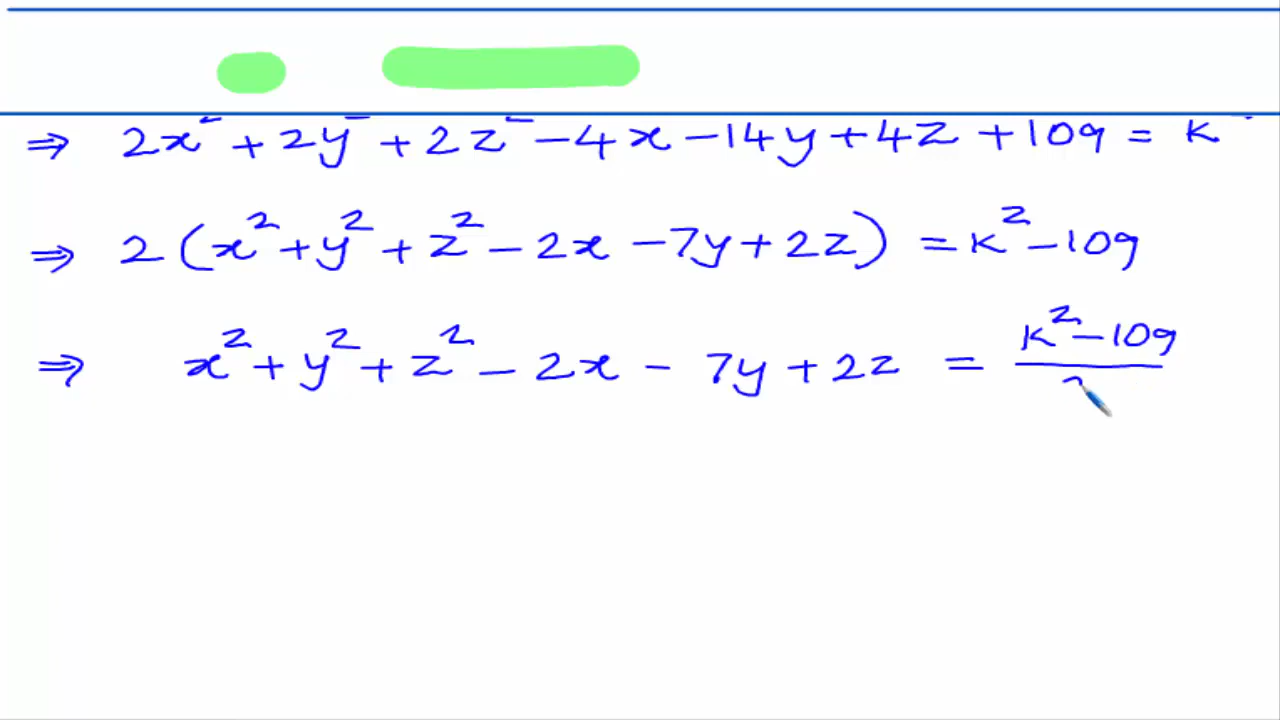 ⇒ 2x² + 2y² + 2z² - 4x - 14y + 4z + 109 = k²
⇒ 2(x² + y² + z² - 2x - 7y + 2z) = k² - 109
⇒ x² + y² + z² - 2x - 7y + 2z = (k² - 109)/